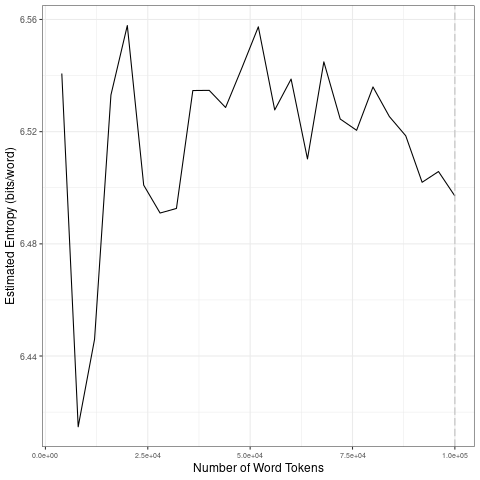 6.56
6.52
6.48
6.44
Estimated Entropy (bits/word)
0.0e+00 2.5e+04 5.0e+04 7.5e+04 1.0e+05
Number of Word Tokens